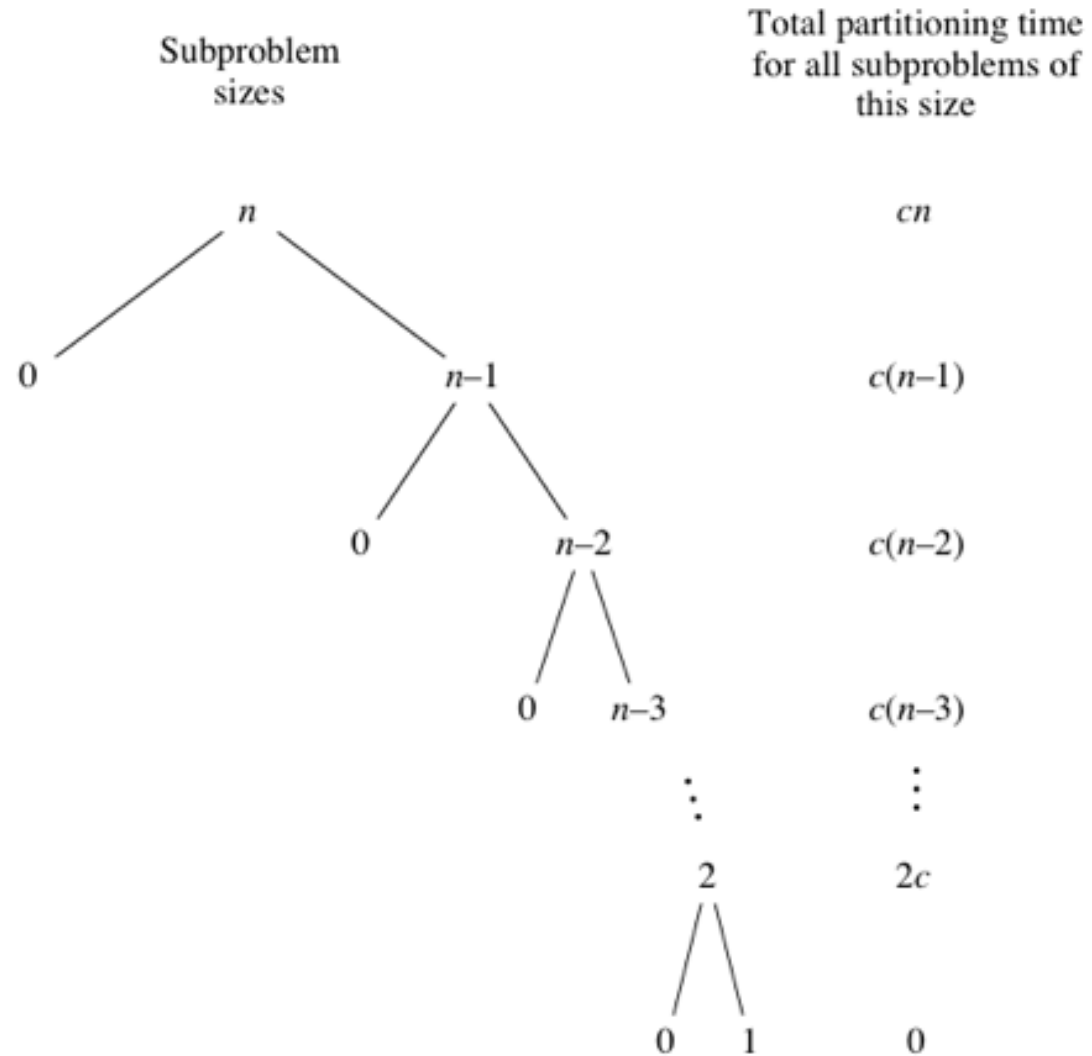 Subproblem
sizes
Total partitioning time
for all subproblems of
this size
n
cn
0
n–1
c(n–1)
0
n–2
c(n–2)
0
n–3
c(n–3)
2
2c
0
1
0